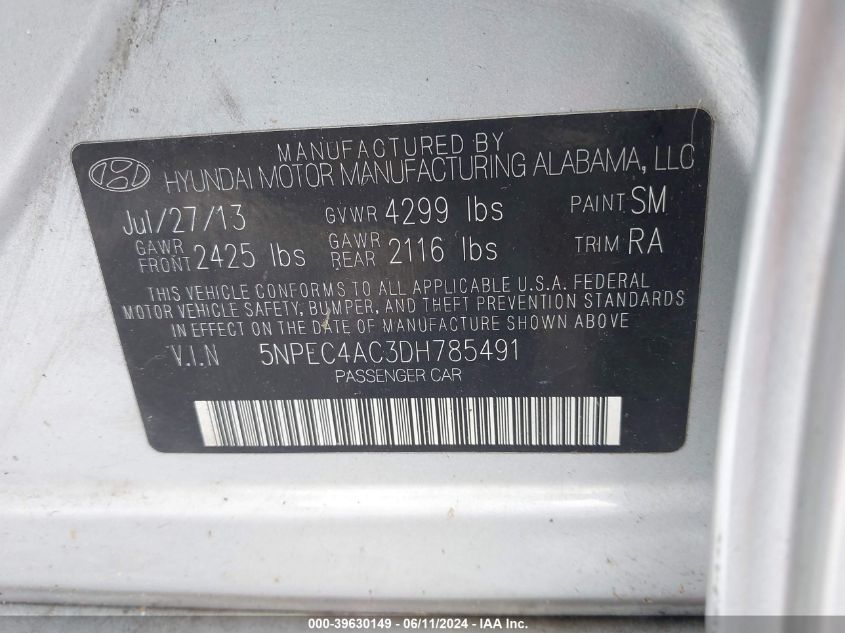 MANUFACTURED BY
HYUNDAI MOTOR MANUFACTURING ALABAMA, LLC
Jul/27/13 GVWR 4299 lbs PAINT SM
GAWR FRONT 2425 lbs GAWR REAR 2116 lbs TRIM RA
THIS VEHICLE CONFORMS TO ALL APPLICABLE U.S.A. FEDERAL
MOTOR VEHICLE SAFETY, BUMPER, AND THEFT PREVENTION STANDARDS
IN EFFECT ON THE DATE OF MANUFACTURE SHOWN ABOVE
V.I.N 5NPEC4AC3DH785491
PASSENGER CAR
000-39630149 - 06/11/2024 - IAA Inc.